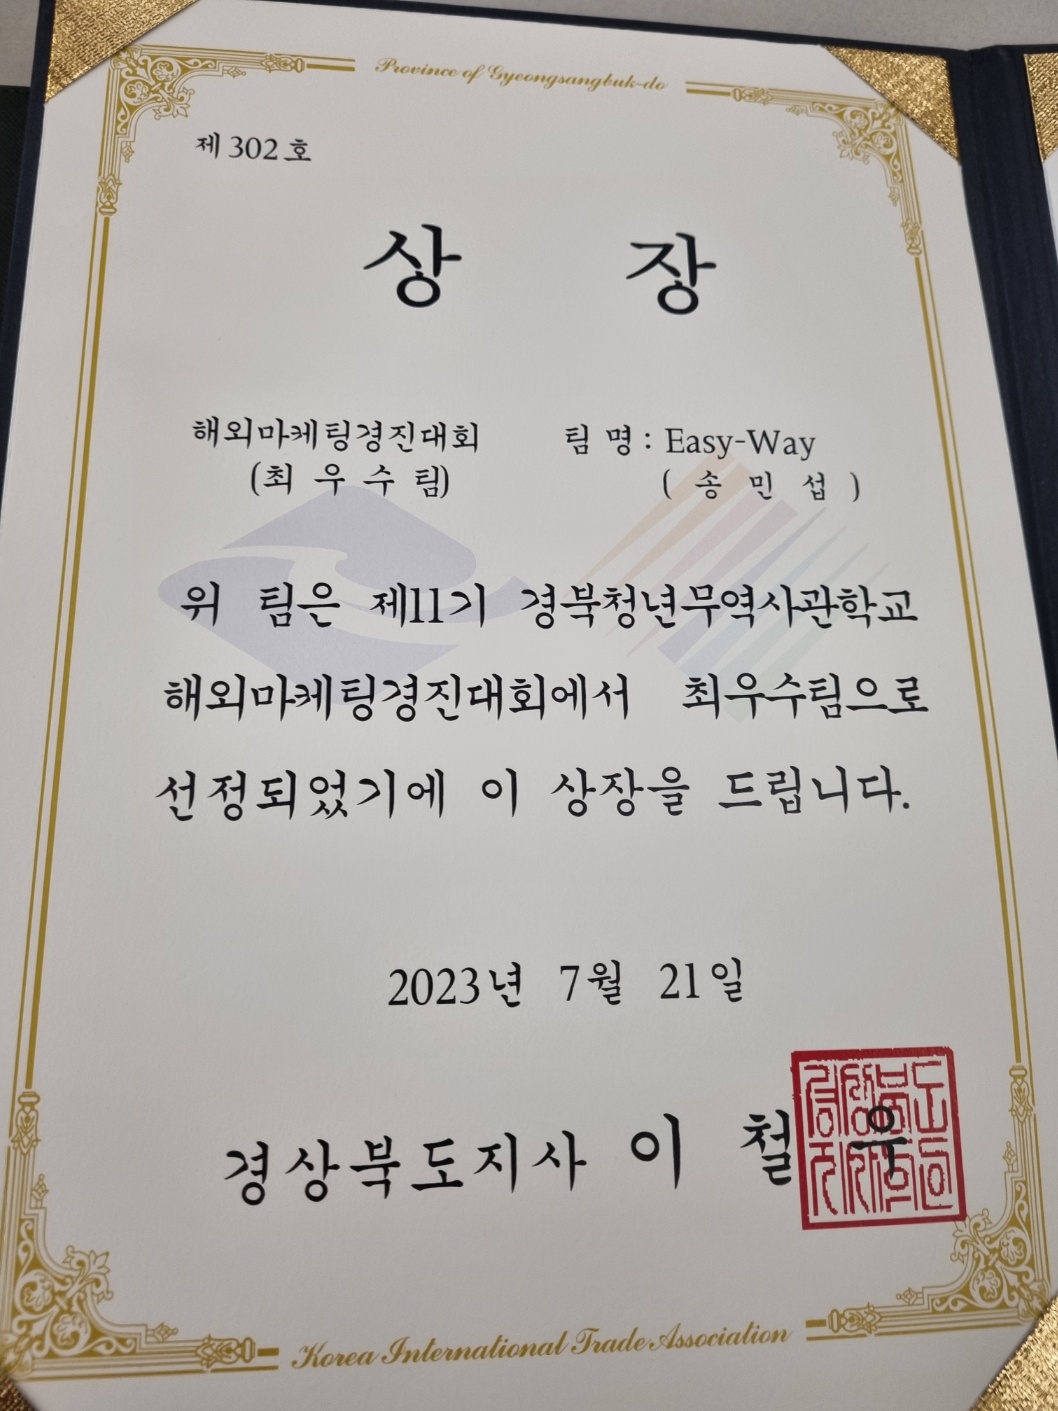 Province of Gyeongsangbuk-do
제 302 호
상 장
해외마케팅경진대회 팀 명 : Easy-Way
(최 우 수 팀) ( 송 민 섭 )
위 팀은 제11기 경북청년무역사관학교
해외마케팅경진대회에서 최우수팀으로
선정되었기에 이 상장을 드립니다.
2023년 7월 21일
경상북도지사 이 철 우
Korea International Trade Association